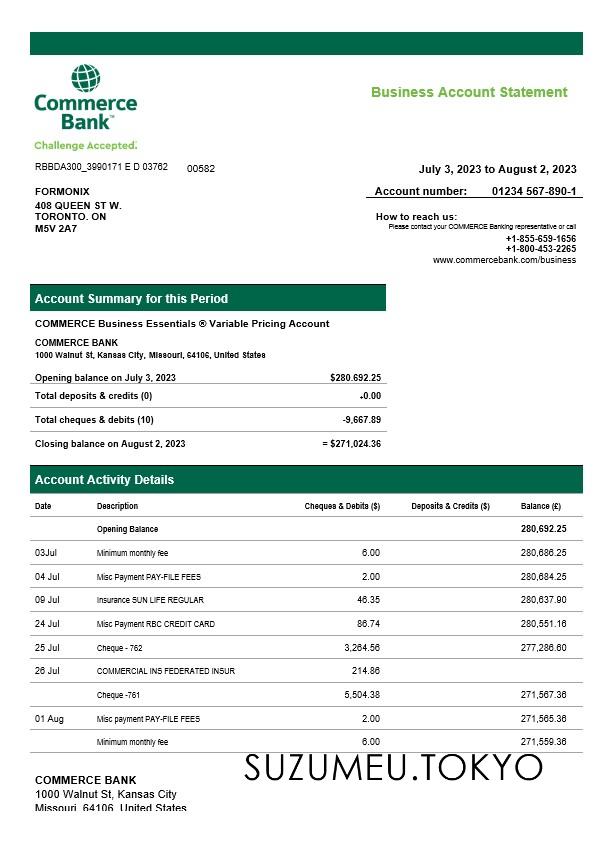 Commerce
Bank™
Challenge Accepted.
Business Account Statement
RBBDA300_3990171 E D 03762 00582
July 3, 2023 to August 2, 2023
Account number: 01234 567-890-1
FORMONIX
408 QUEEN ST W.
TORONTO. ON
M5V 2A7
How to reach us:
Please contact your COMMERCE Banking representative or call
+1-855-659-1656
+1-800-453-2265
www.commercebank.com/business
Account Summary for this Period
COMMERCE Business Essentials ® Variable Pricing Account
COMMERCE BANK
1000 Walnut St, Kansas City, Missouri, 64106, United States
Opening balance on July 3, 2023 $280.692.25
Total deposits & credits (0) +0.00
Total cheques & debits (10) -9,667.89
Closing balance on August 2, 2023 = $271,024.36
Account Activity Details
Date Description Cheques & Debits ($) Deposits & Credits ($) Balance (£)
Opening Balance 280,692.25
03Jul Minimum monthly fee 6.00 280,686.25
04 Jul Misc Payment PAY-FILE FEES 2.00 280,684.25
09 Jul Insurance SUN LIFE REGULAR 46.35 280,637.90
24 Jul Misc Payment RBC CREDIT CARD 86.74 280,551.16
25 Jul Cheque - 762 3,264.56 277,286.60
26 Jul COMMERCIAL INS FEDERATED INSUR 214.86
Cheque -761 5,504.38 271,567.36
01 Aug Misc payment PAY-FILE FEES 2.00 271,565.36
Minimum monthly fee 6.00 271,559.36
SUZUMEU.TOKYO
COMMERCE BANK
1000 Walnut St, Kansas City
Missouri, 64106, United States